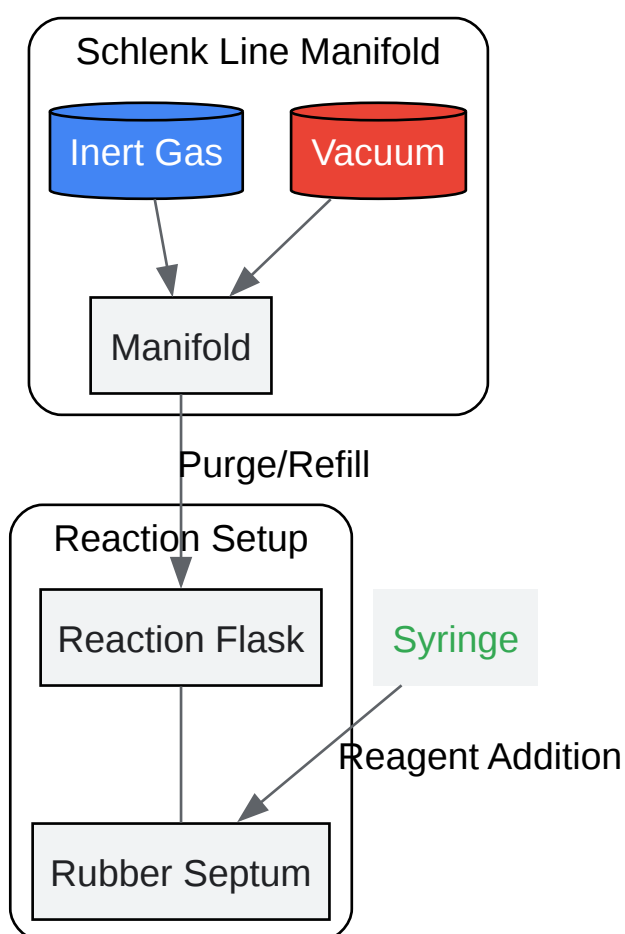 Schlenk Line Manifold
Inert Gas
Vacuum
Manifold
Purge/Refill
Reaction Setup
Reaction Flask
Syringe
Reagent Addition
Rubber Septum